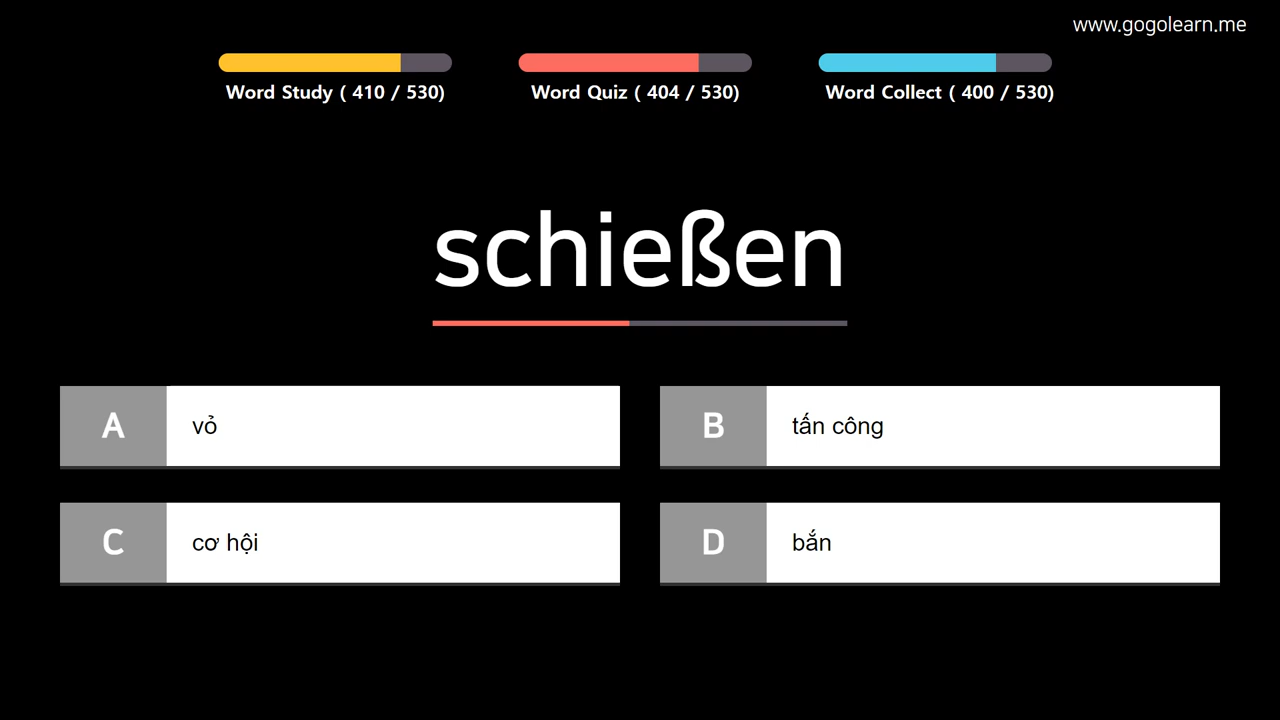 www.gogolearn.me
Word Study ( 410 / 530)
Word Quiz ( 404 / 530)
Word Collect ( 400 / 530)
schießen
A
vỏ
B
tấn công
C
cơ hội
D
bắn